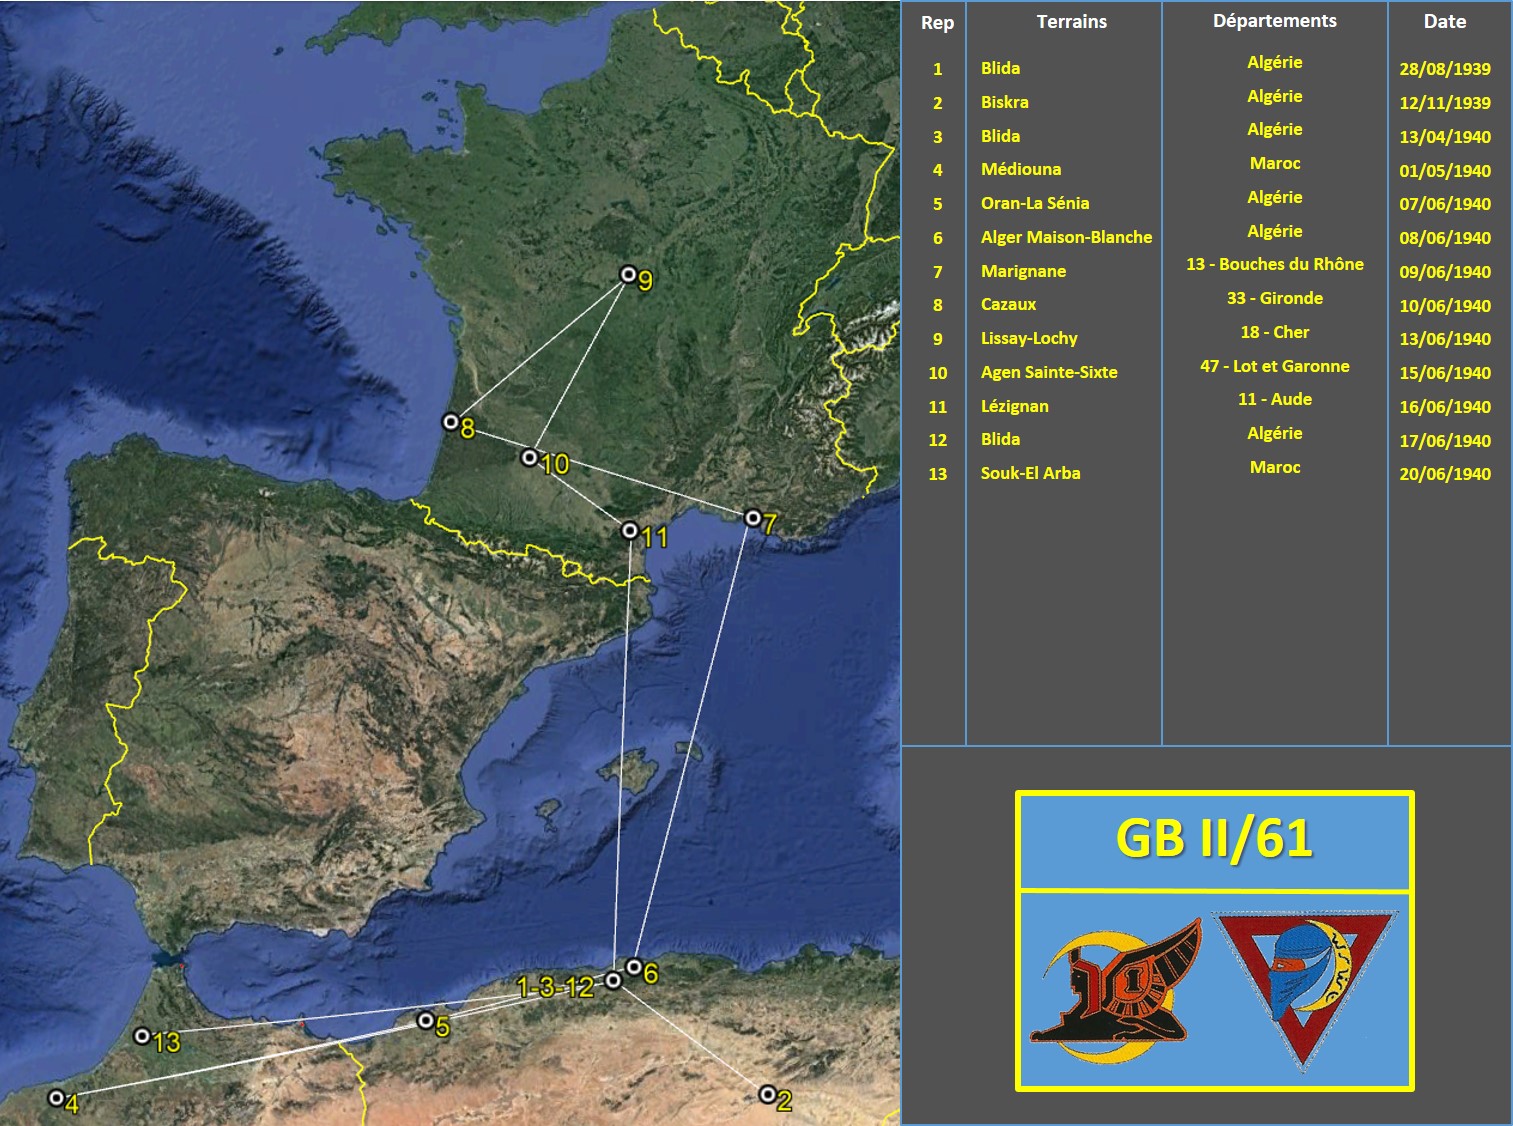 Rep Terrains Départements Date
1 Blida Algérie 28/08/1939
2 Biskra Algérie 12/11/1939
3 Blida Algérie 13/04/1940
4 Médiouna Maroc 01/05/1940
5 Oran-La Sénia Algérie 07/06/1940
6 Alger Maison-Blanche Algérie 08/06/1940
7 Marignane 13 - Bouches du Rhône 09/06/1940
8 Cazaux 33 - Gironde 10/06/1940
9 Lissay-Lochy 18 - Cher 13/06/1940
10 Agen Sainte-Sixte 47 - Lot et Garonne 15/06/1940
11 Lézignan 11 - Aude 16/06/1940
12 Blida Algérie 17/06/1940
13 Souk-El Arba Maroc 20/06/1940
9
8
10
7
11
6
1-3-12
5
13
4
2
GB II/61
1